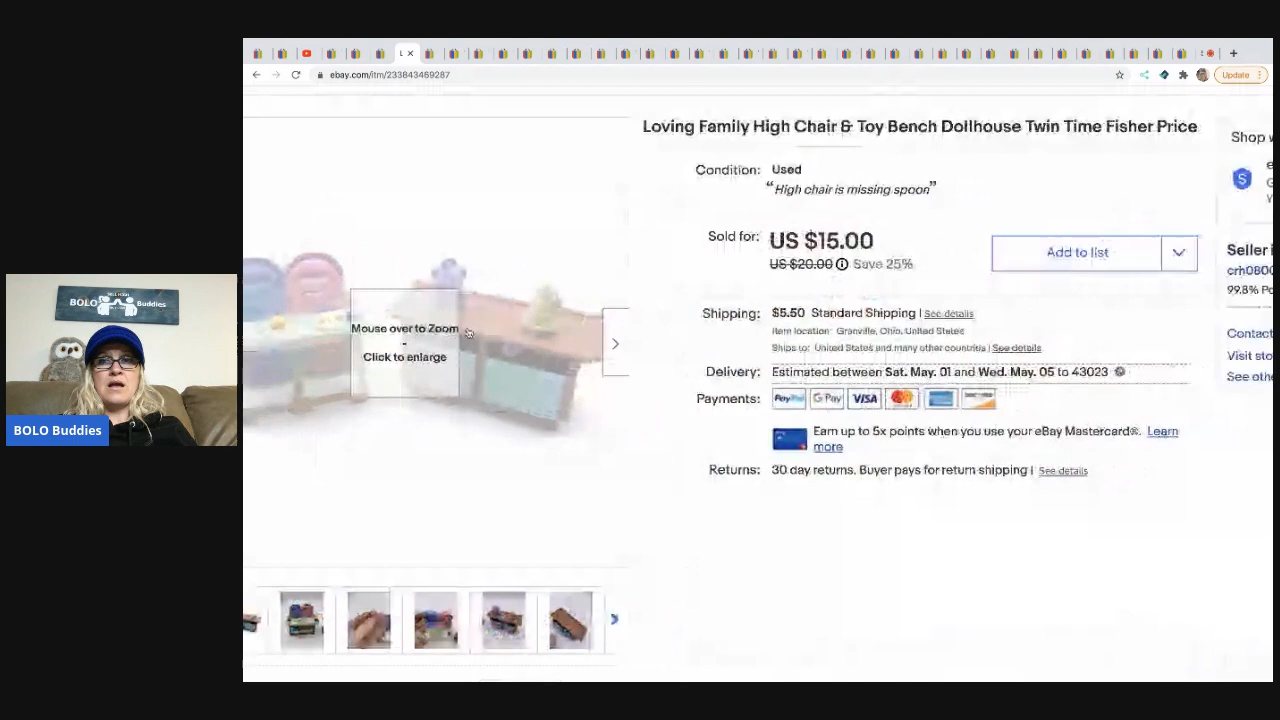 ebay.com/itm/233843469287
Update
Loving Family High Chair & Toy Bench Dollhouse Twin Time Fisher Price
Shop w
Condition: Used
"High chair is missing spoon"
Sold for: US $15.00
US $20.00 Save 25%
Add to list
Seller i
crh0800
99.8% Po
Shipping: $5.50 Standard Shipping | See details
Item location: Granville, Ohio, United States
Ships to: United States and many other countries | See details
Contact
Visit sto
See othe
Delivery: Estimated between Sat. May. 01 and Wed. May. 05 to 43023
Payments: PayPal G Pay VISA
Earn up to 5x points when you use your eBay Mastercard®. Learn
more
Returns: 30 day returns. Buyer pays for return shipping | See details
Mouse over to Zoom
-
Click to enlarge
BOLO Buddies
BOLO Buddies